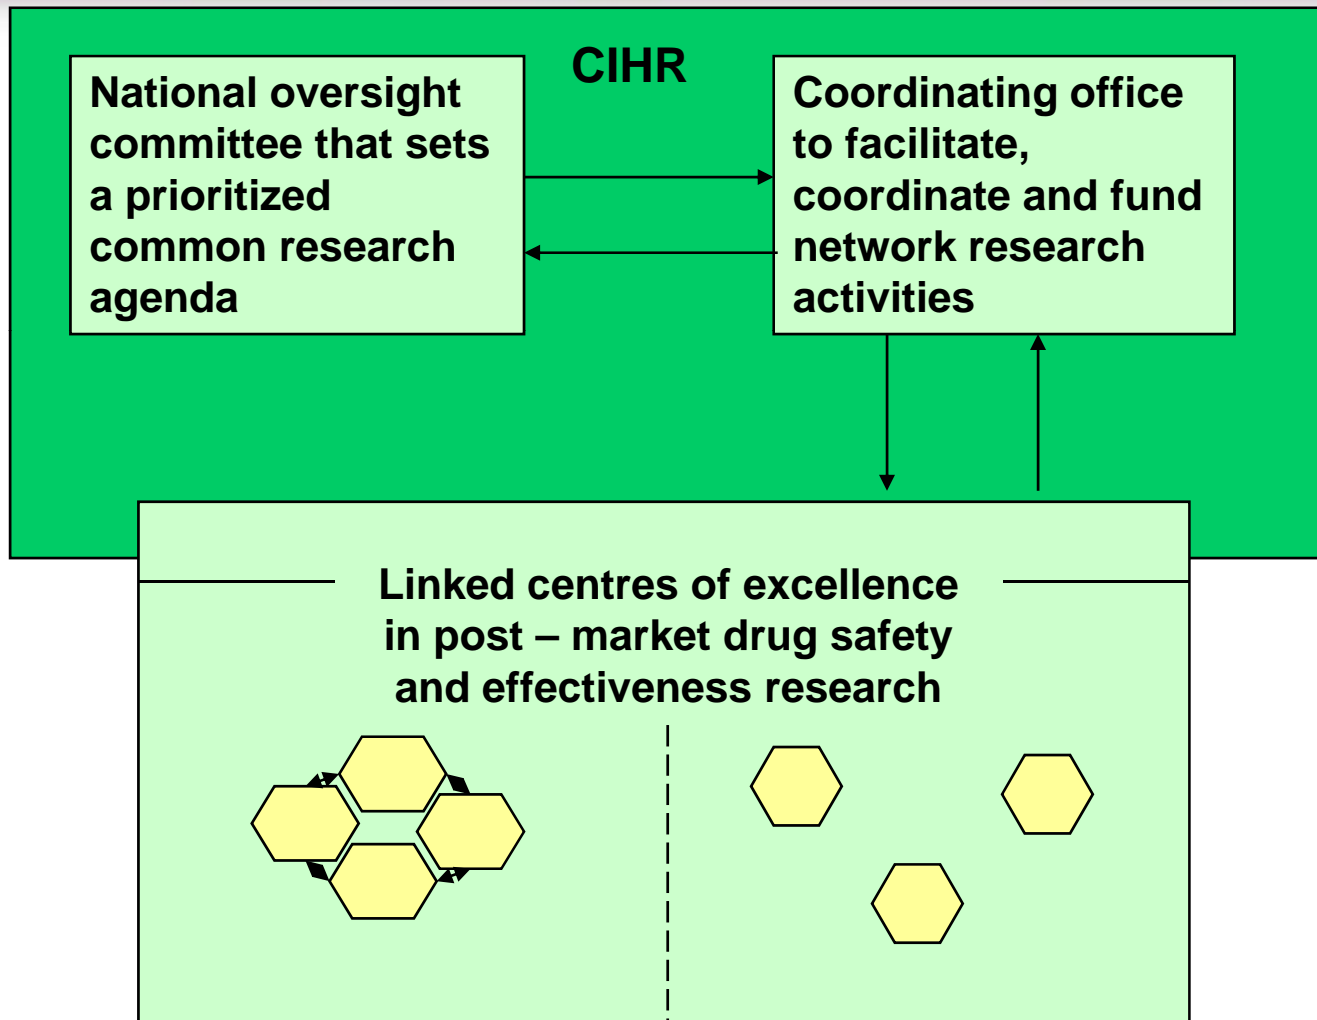 CIHR
National oversight
committee that sets
a prioritized
common research
agenda
Coordinating office
to facilitate,
coordinate and fund
network research
activities
Linked centres of excellence
in post – market drug safety
and effectiveness research